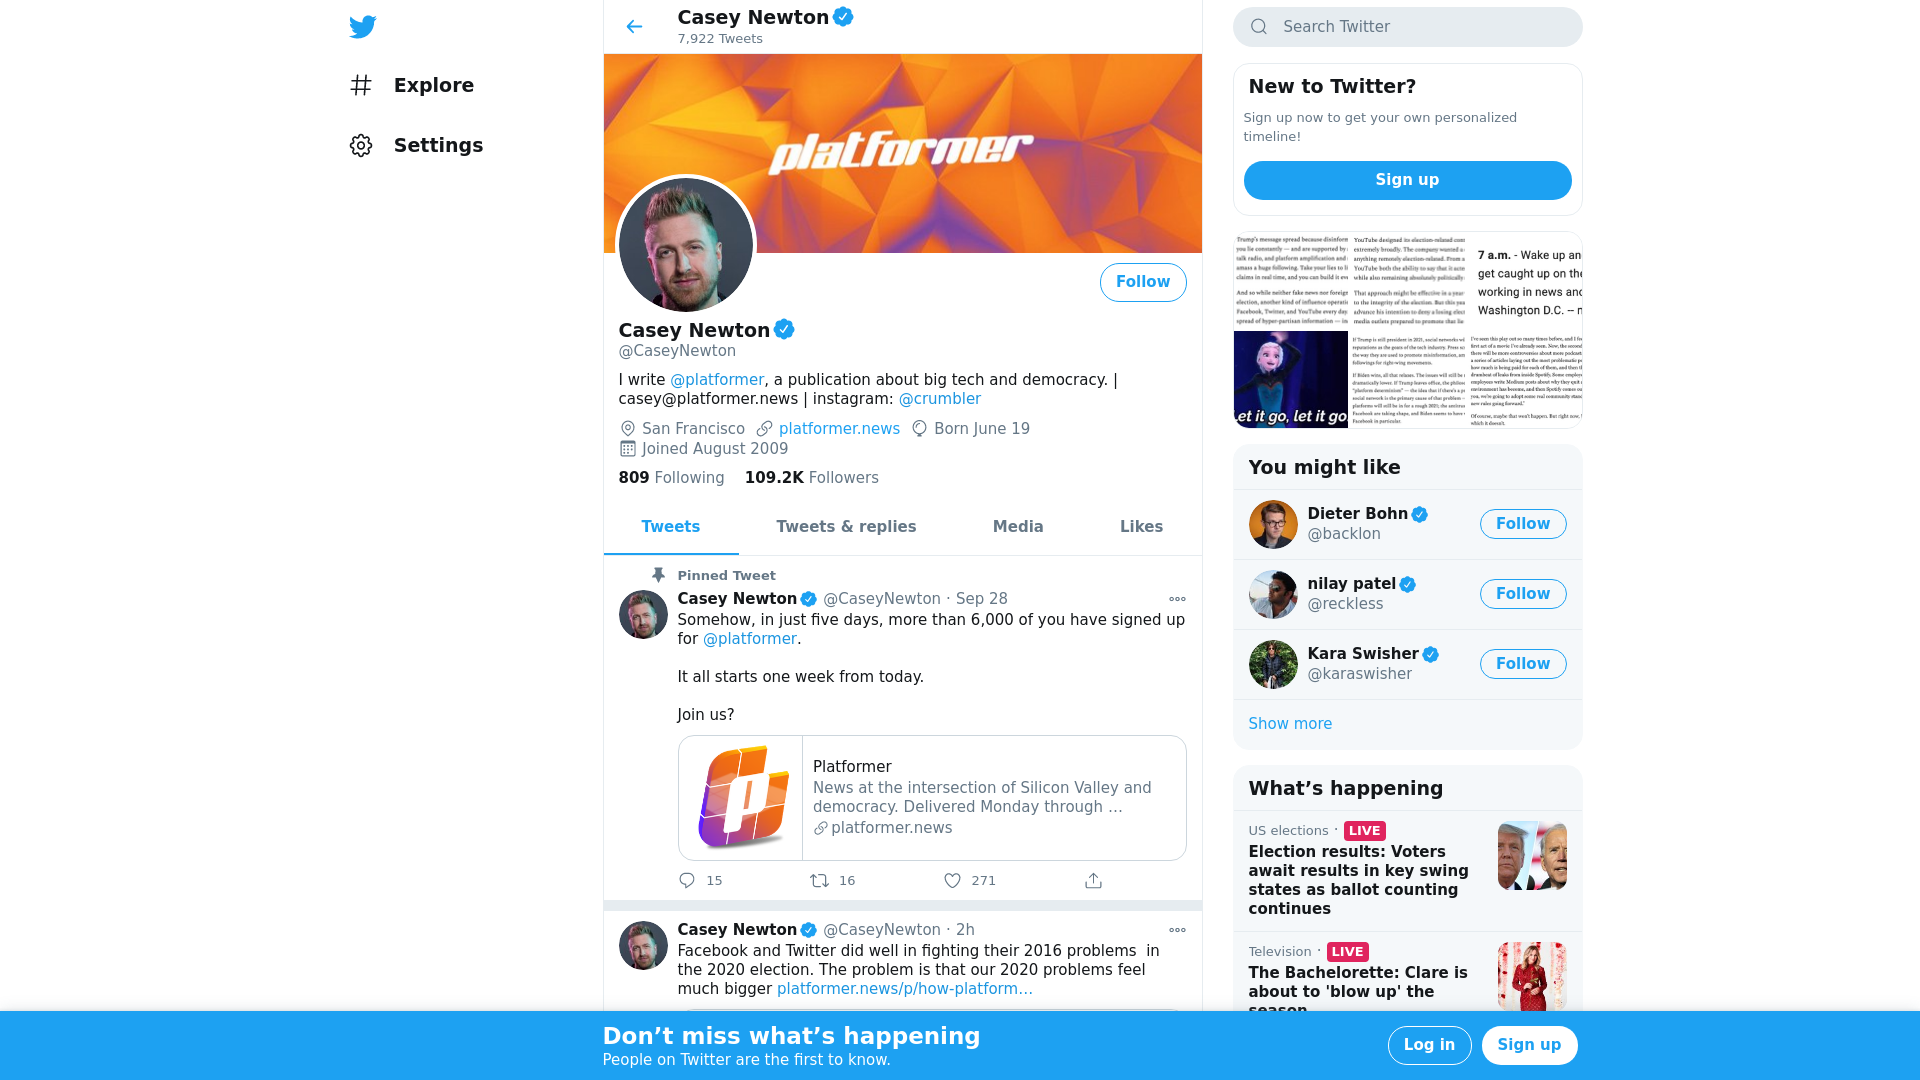 Explore
Settings
Casey Newton
7,922 Tweets
platformer
Follow
Casey Newton
@CaseyNewton
I write @platformer, a publication about big tech and democracy. |
casey@platformer.news | instagram: @crumbler
San Francisco platformer.news Born June 19
Joined August 2009
809 Following 109.2K Followers
Tweets Tweets & replies Media Likes
Pinned Tweet
Casey Newton @CaseyNewton · Sep 28
Somehow, in just five days, more than 6,000 of you have signed up
for @platformer.
It all starts one week from today.
Join us?
Platformer
News at the intersection of Silicon Valley and
democracy. Delivered Monday through …
platformer.news
15 16 271
Casey Newton @CaseyNewton · 2h
Facebook and Twitter did well in fighting their 2016 problems in
the 2020 election. The problem is that our 2020 problems feel
much bigger platformer.news/p/how-platform…
Search Twitter
New to Twitter?
Sign up now to get your own personalized
timeline!
Sign up
7 a.m. - Wake up an
get caught up on the
working in news and
Washington D.C. --
et it go, let it go
You might like
Dieter Bohn
@backlon
Follow
nilay patel
@reckless
Follow
Kara Swisher
@karaswisher
Follow
Show more
What's happening
US elections · LIVE
Election results: Voters
await results in key swing
states as ballot counting
continues
Television · LIVE
The Bachelorette: Clare is
about to 'blow up' the
season
Don't miss what's happening
People on Twitter are the first to know.
Log in
Sign up